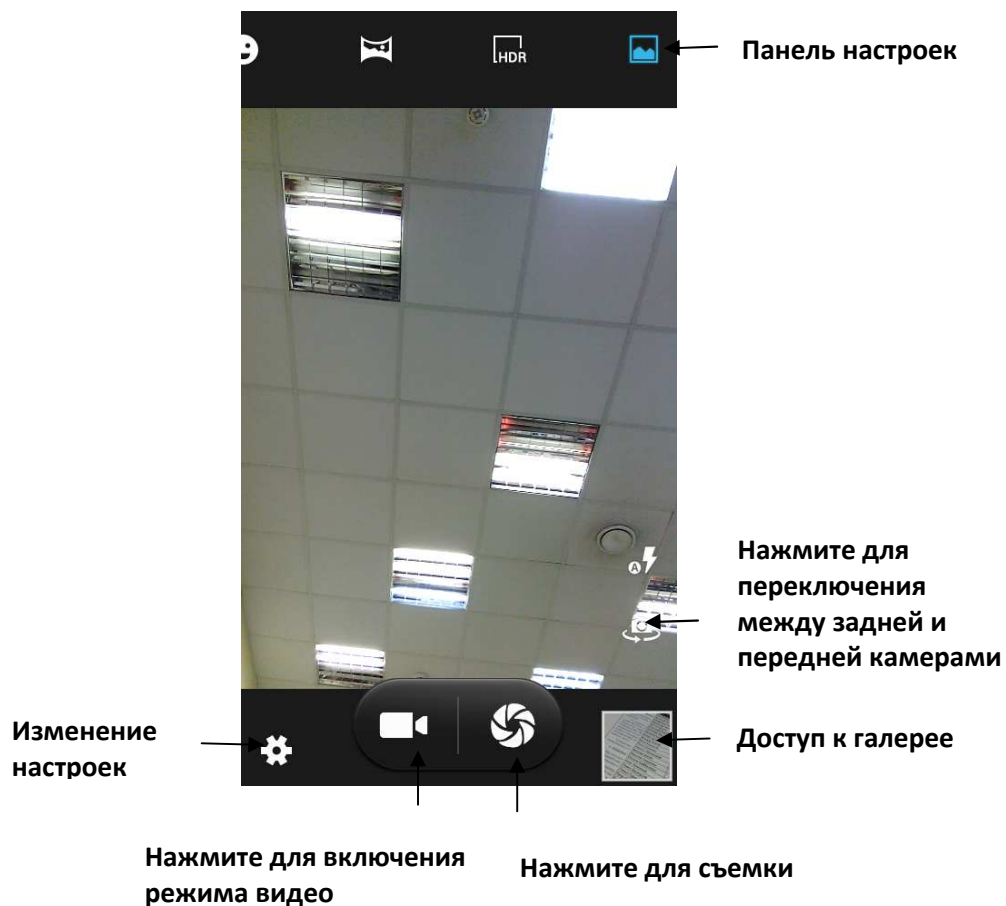 HDR
Панель настроек
A
Нажмите для
переключения
между задней и
передней камерами
Изменение
настроек
Доступ к галерее
Нажмите для включения
режима видео
Нажмите для съемки